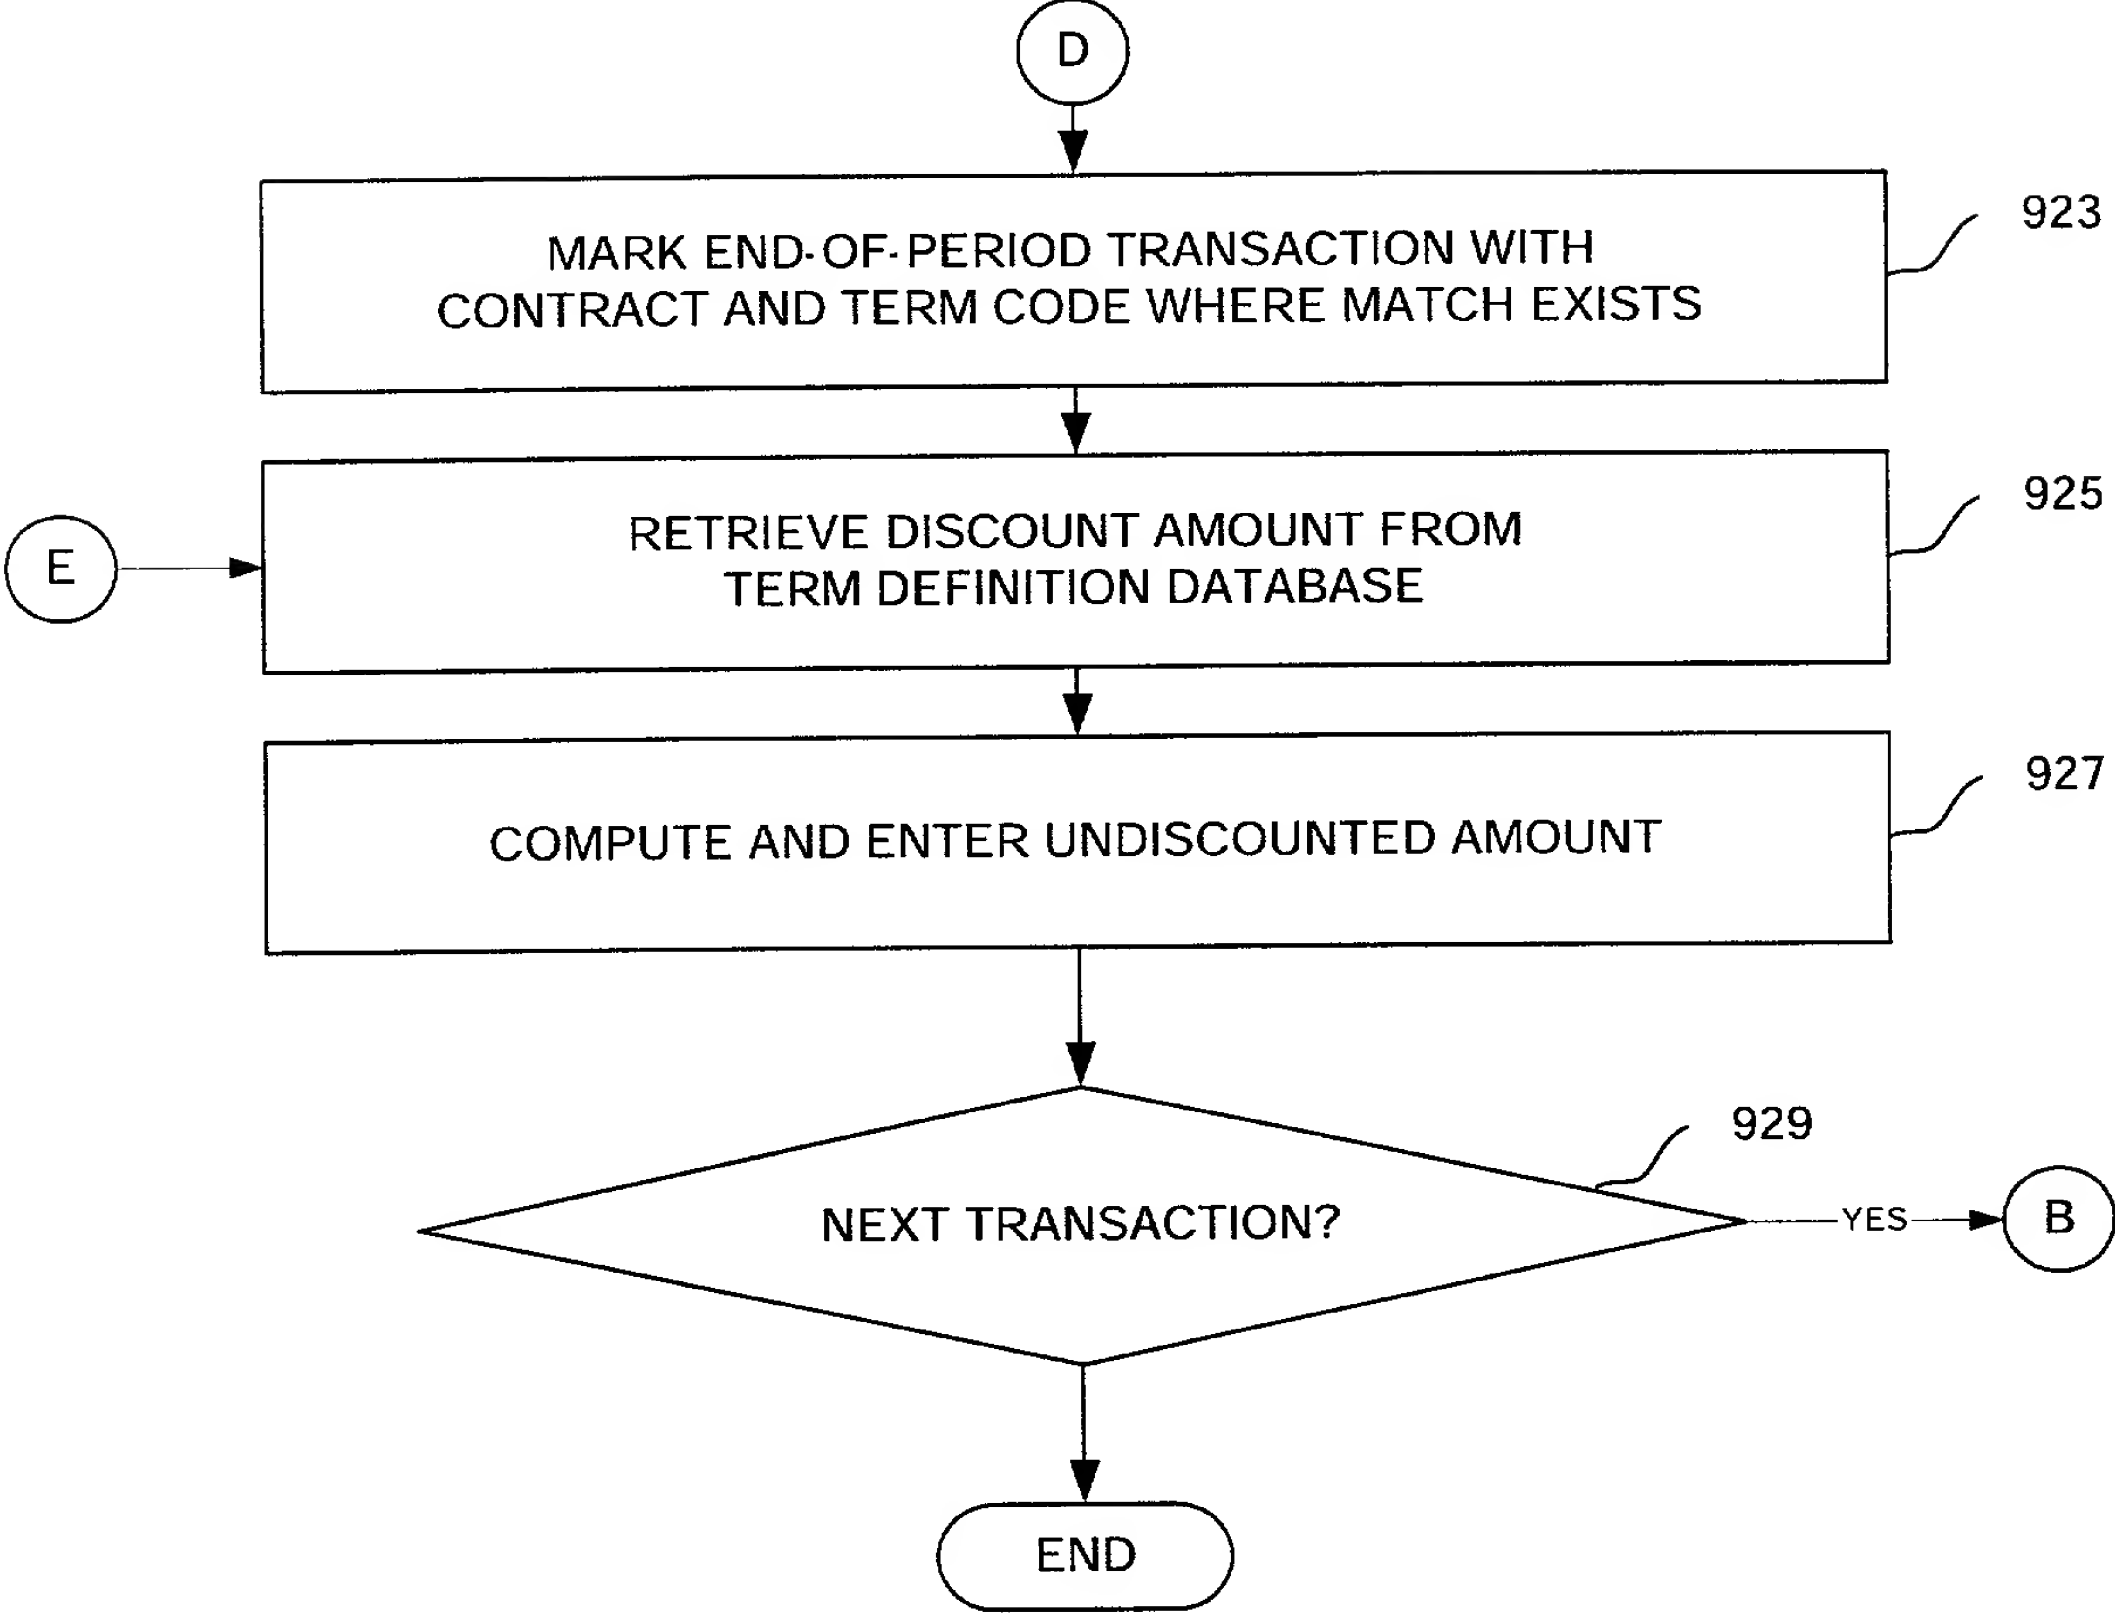 D
MARK END-OF-PERIOD TRANSACTION WITH
CONTRACT AND TERM CODE WHERE MATCH EXISTS
923
RETRIEVE DISCOUNT AMOUNT FROM
TERM DEFINITION DATABASE
925
E
COMPUTE AND ENTER UNDISCOUNTED AMOUNT
927
NEXT TRANSACTION?
929
YES
B
END